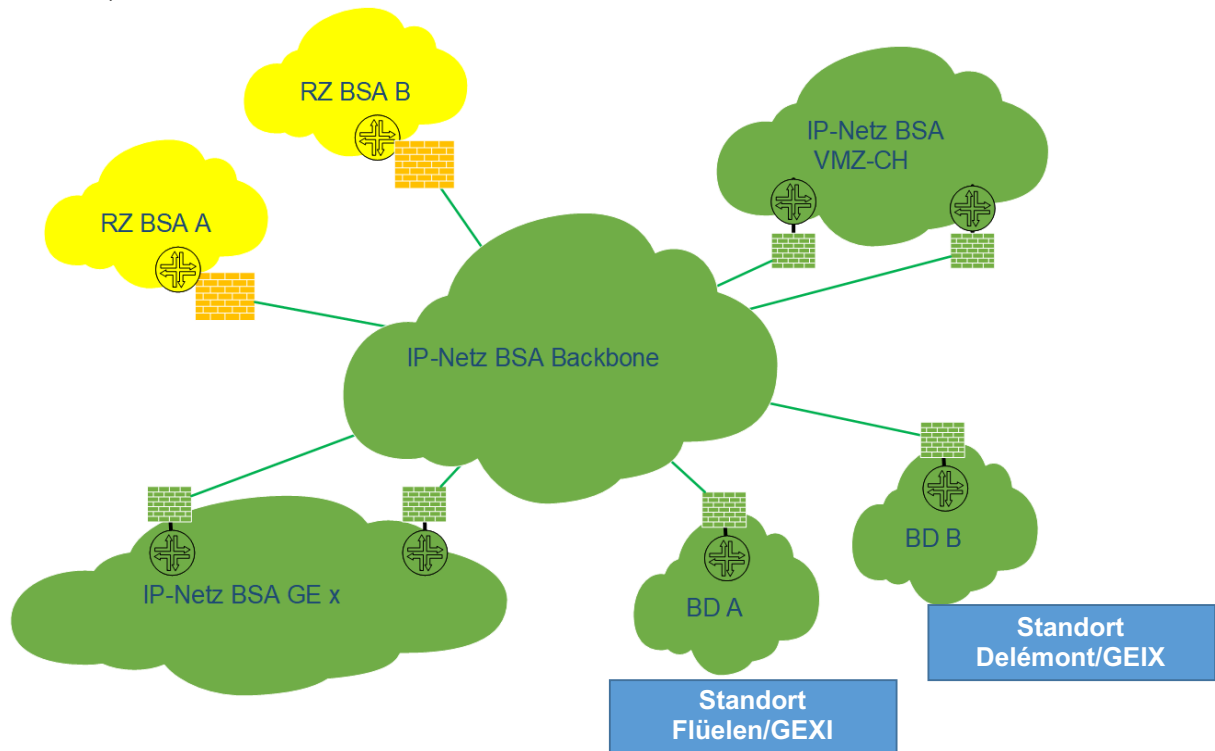 RZ BSA B
IP-Netz BSA
VMZ-CH
RZ BSA A
IP-Netz BSA Backbone
BD B
IP-Netz BSA GE x
BD A
Standort
Delémont/GEIX
Standort
Flüelen/GEXI